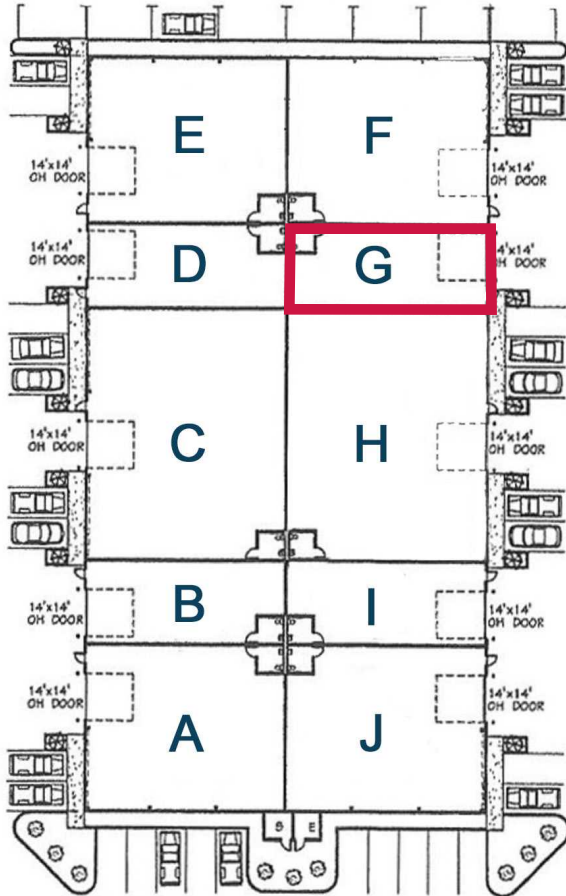 E
F
14'x14'
OH DOOR
14'x14'
OH DOOR
14'x14'
OH DOOR
D
G
4'x14'
H DOOR
C
H
14'x14'
OH DOOR
14'x14'
OH DOOR
B
I
14'x14'
OH DOOR
14'x14'
OH DOOR
14'x14'
OH DOOR
14'x14'
OH DOOR
A
J
E